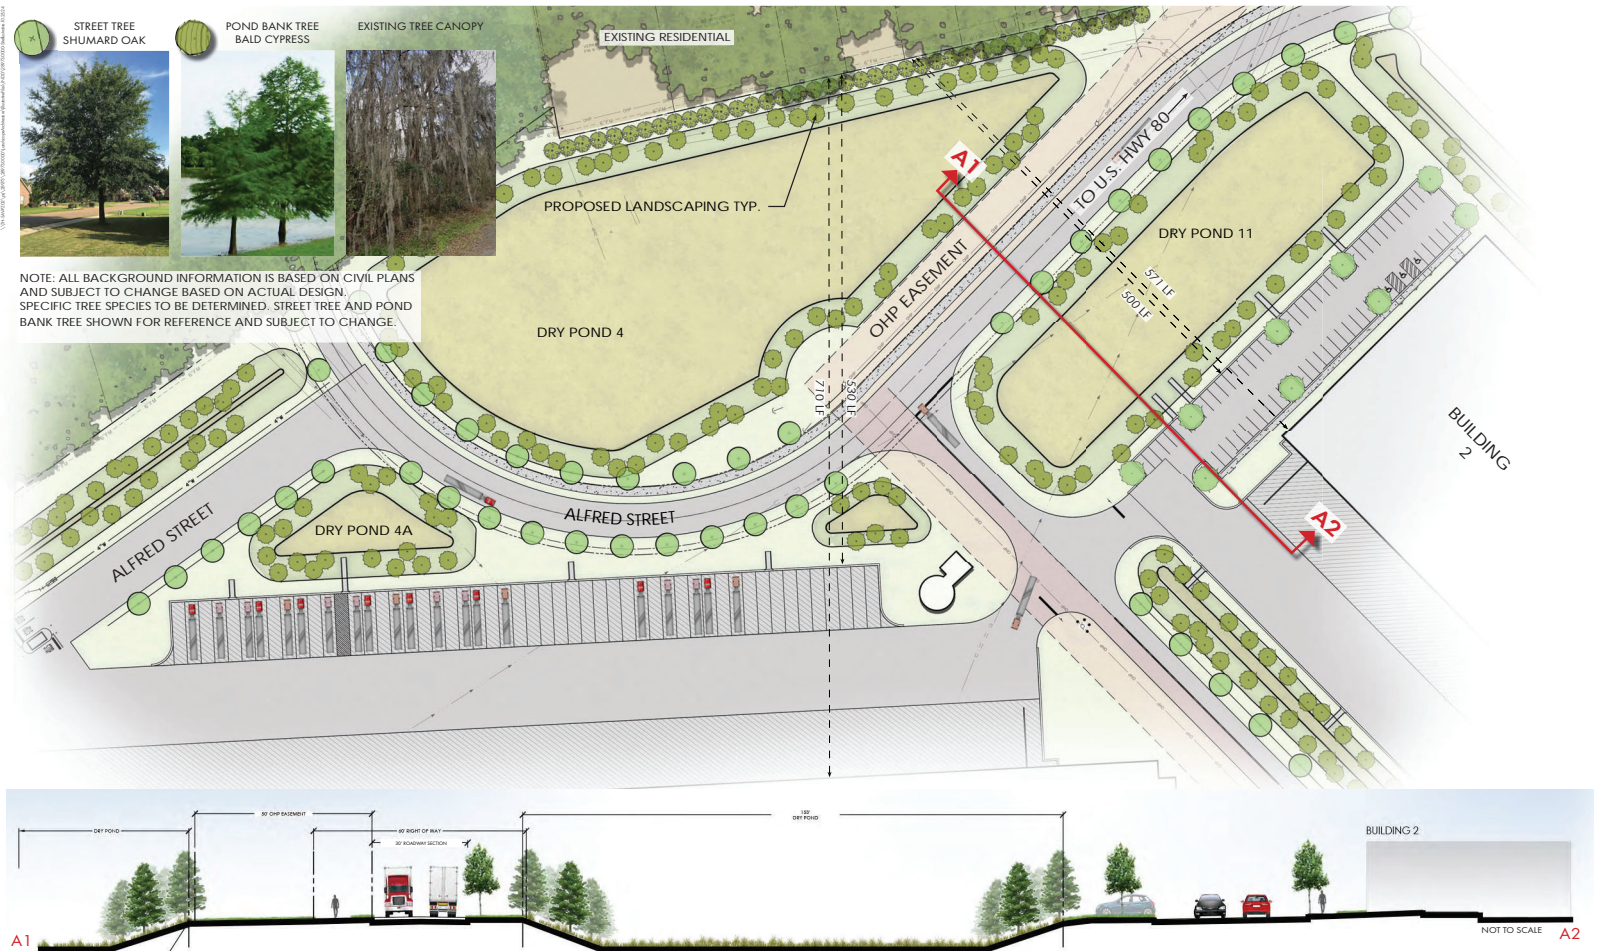 STREET TREE
SHUMARD OAK
POND BANK TREE
BALD CYPRESS
EXISTING TREE CANOPY
EXISTING RESIDENTIAL
NOTE: ALL BACKGROUND INFORMATION IS BASED ON CIVIL PLANS
AND SUBJECT TO CHANGE BASED ON ACTUAL DESIGN.
SPECIFIC TREE SPECIES TO BE DETERMINED. STREET TREE AND POND
BANK TREE SHOWN FOR REFERENCE AND SUBJECT TO CHANGE.
PROPOSED LANDSCAPING TYP.
A1
TO U.S. HWY 80
DRY POND 11
OHP EASEMENT
577 LF
500 LF
DRY POND 4
710 LF
530 LF
BUILDING
2
ALFRED STREET
DRY POND 4A
ALFRED STREET
A2
DRY POND
50' OHP EASEMENT
60' RIGHT OF WAY
30' ROADWAY SECTION
DRY POND
BUILDING 2
NOT TO SCALE
A1
A2